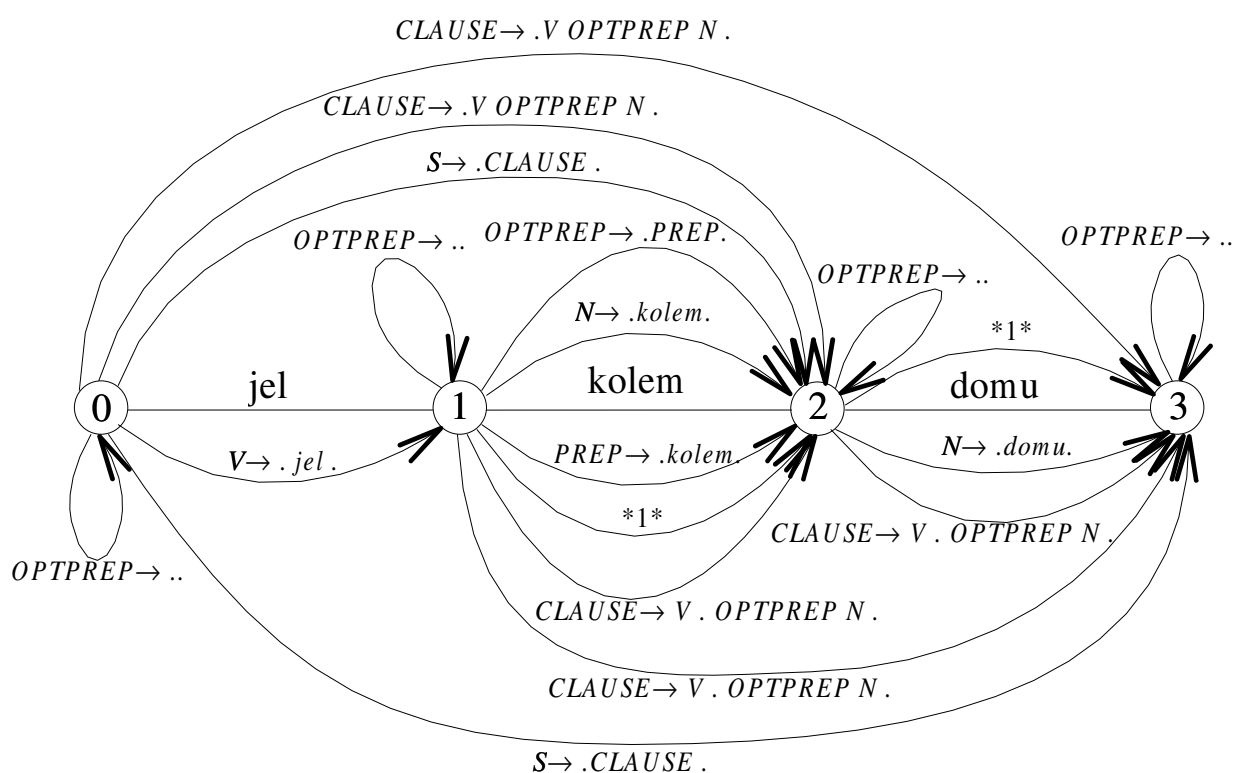 CLAUSE→ .V OPTPREP N .
CLAUSE→ .V OPTPREP N .
S→ .CLAUSE .
OPTPREP→ ..
OPTPREP→ .PREP.
OPTPREP→ ..
OPTPREP→ ..
N→ .kolem.
*1*
jel
kolem
domu
0
1
2
3
V→ . jel .
PREP→ .kolem.
N→ .domu.
*1*
CLAUSE→ V . OPTPREP N .
OPTPREP→ ..
CLAUSE→ V . OPTPREP N .
CLAUSE→ V . OPTPREP N .
S→ .CLAUSE .